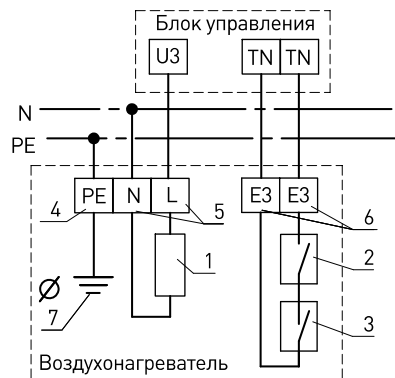 Блок управления
U3 TN TN
N
PE
PE N L E3 E3
4 5 6
1 2
7 3
Воздухонагреватель